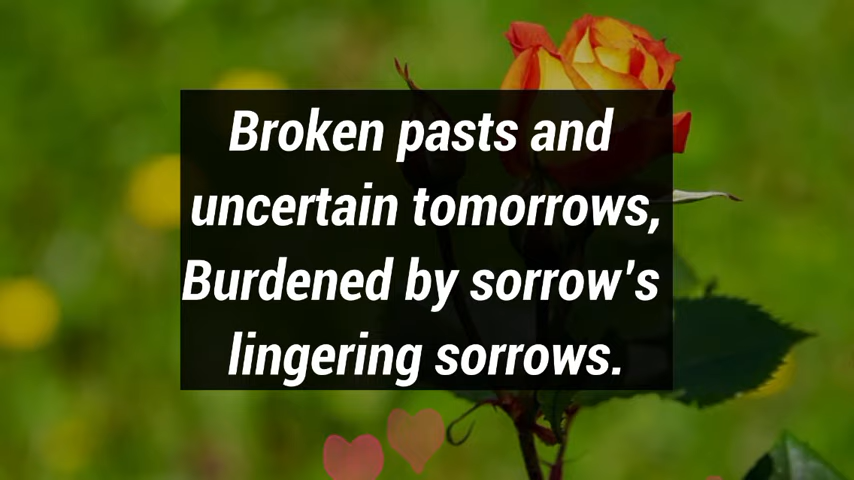 Broken pasts and
uncertain tomorrows,
Burdened by sorrow's
lingering sorrows.